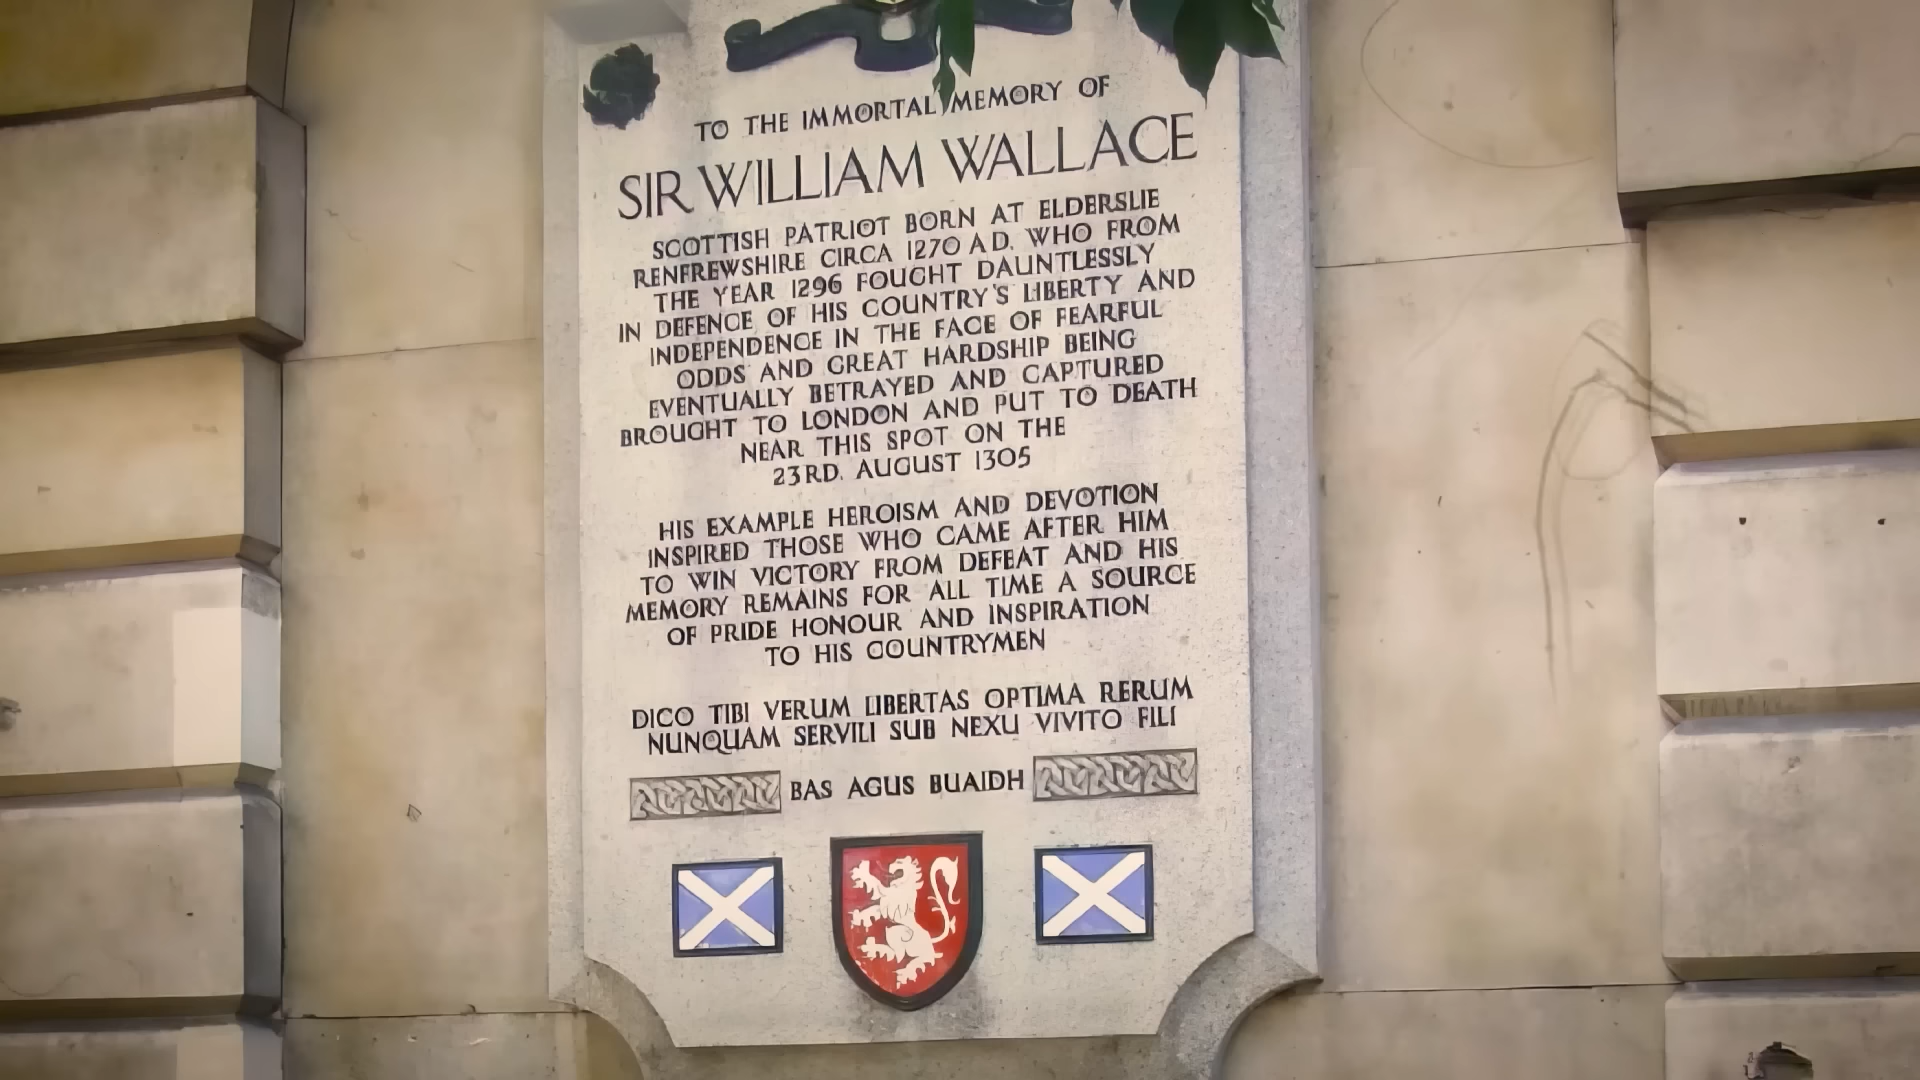 TO THE IMMORTAL MEMORY OF
SIR WILLIAM WALLACE
SCOTTISH PATRIOT BORN AT ELDERSLIE
RENFREWSHIRE CIRCA 1270 A.D. WHO FROM
THE YEAR 1296 FOUGHT DAUNTLESSLY
IN DEFENCE OF HIS COUNTRY'S LIBERTY AND
INDEPENDENCE IN THE FACE OF FEARFUL
ODDS AND GREAT HARDSHIP BEING
EVENTUALLY BETRAYED AND CAPTURED
BROUGHT TO LONDON AND PUT TO DEATH
NEAR THIS SPOT ON THE
23RD. AUGUST 1305
HIS EXAMPLE HEROISM AND DEVOTION
INSPIRED THOSE WHO CAME AFTER HIM
TO WIN VICTORY FROM DEFEAT AND HIS
MEMORY REMAINS FOR ALL TIME A SOURCE
OF PRIDE HONOUR AND INSPIRATION
TO HIS COUNTRYMEN
DICO TIBI VERUM LIBERTAS OPTIMA RERUM
NUNQUAM SERVILI SUB NEXU VIVITO FILI
BAS AGUS BUAIDH